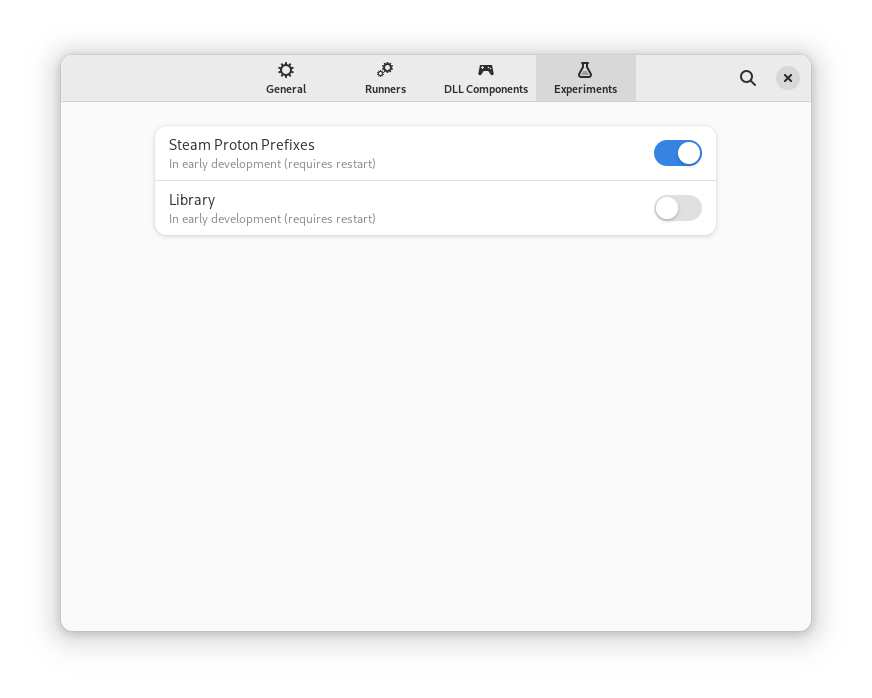 General
Runners
DLL Components
Experiments
Steam Proton Prefixes
In early development (requires restart)
Library
In early development (requires restart)